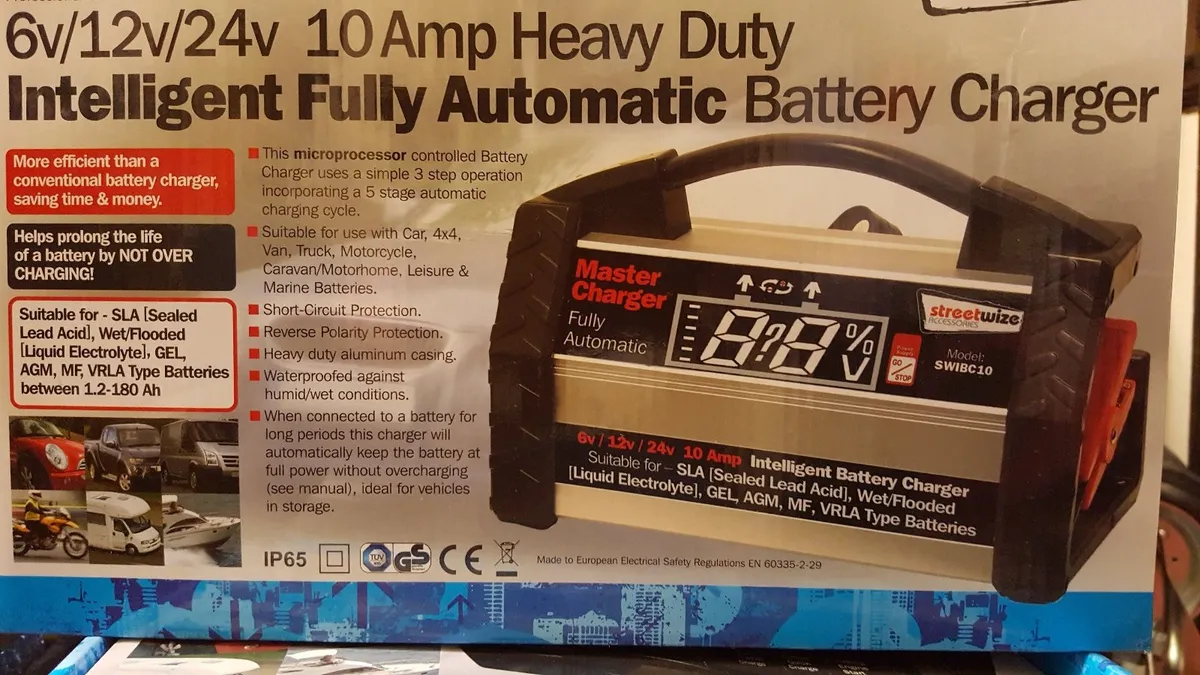 6v/12v/24v 10 Amp Heavy Duty
Intelligent Fully Automatic Battery Charger
More efficient than a
conventional battery charger,
saving time & money.
Helps prolong the life
of a battery by NOT OVER
CHARGING!
Suitable for - SLA [Sealed
Lead Acid], Wet/Flooded
[Liquid Electrolyte], GEL,
AGM, MF, VRLA Type Batteries
between 1.2-180 Ah
This microprocessor controlled Battery
Charger uses a simple 3 step operation
incorporating a 5 stage automatic
charging cycle.
Suitable for use with Car, 4x4,
Van, Truck, Motorcycle,
Caravan/Motorhome, Leisure &
Marine Batteries.
Short-Circuit Protection.
Reverse Polarity Protection.
Heavy duty aluminum casing.
Waterproofed against
humid/wet conditions.
When connected to a battery for
long periods this charger will
automatically keep the battery at
full power without overcharging
(see manual), ideal for vehicles
in storage.
Master
Charger
Fully
Automatic
8?8%
V
GO
STOP
streetwize
ACCESSORIES
Model:
SWIBC10
6v / 12v / 24v 10 Amp Intelligent Battery Charger
Suitable for – SLA [Sealed Lead Acid], Wet/Flooded
[Liquid Electrolyte], GEL, AGM, MF, VRLA Type Batteries
IP65 TUV GS CE
Made to European Electrical Safety Regulations EN 60335-2-29
Charge
Start